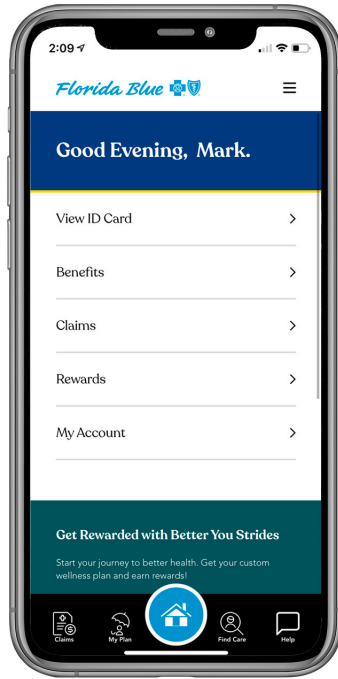 2:09
Florida Blue
Good Evening, Mark.
View ID Card
Benefits
Claims
Rewards
My Account
Get Rewarded with Better You Strides
Start your journey to better health. Get your custom
wellness plan and earn rewards!
Claims
My Plan
Find Care
Help